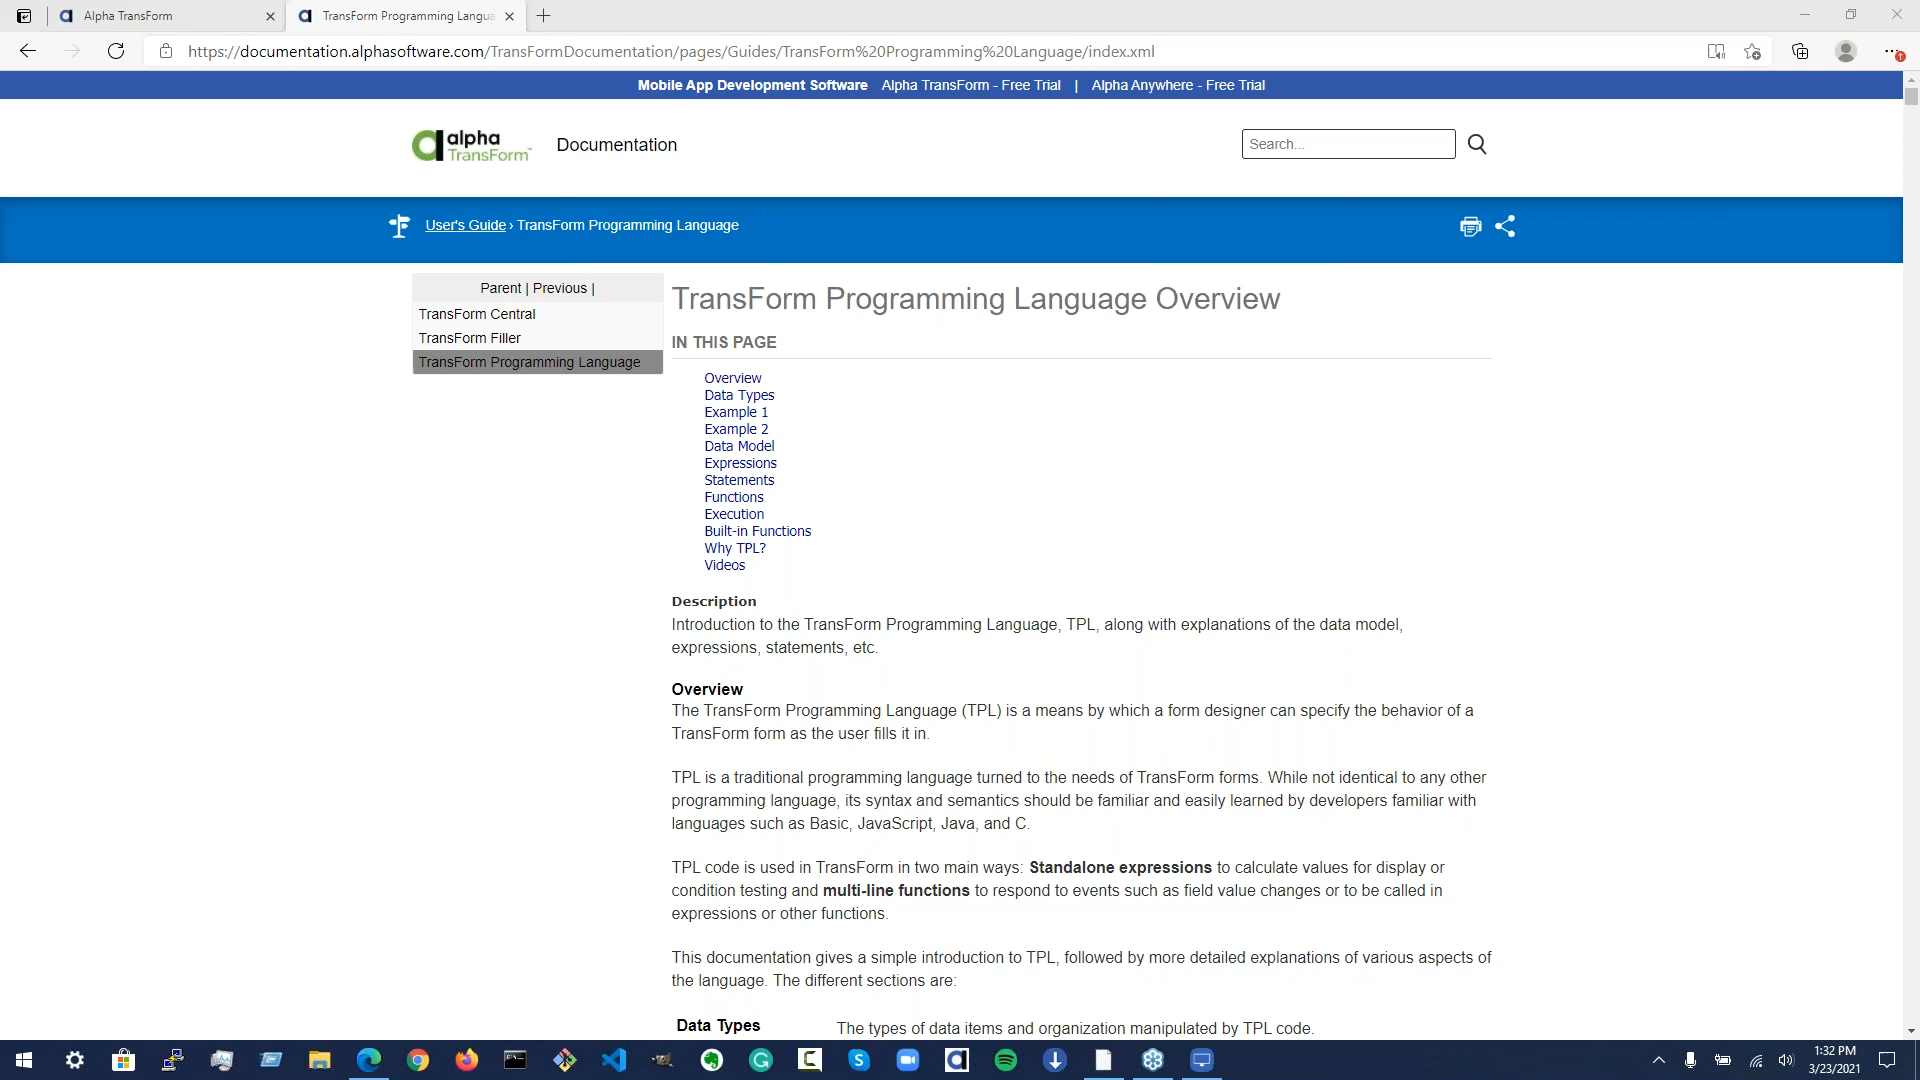 Alpha TransForm
TransForm Programming Langua
https://documentation.alphasoftware.com/TransFormDocumentation/pages/Guides/TransForm%20Programming%20Language/index.xml
Mobile App Development Software Alpha TransForm - Free Trial | Alpha Anywhere - Free Trial
alpha
TransForm™
Documentation
Search...
User's Guide › TransForm Programming Language
Parent | Previous |
TransForm Central
TransForm Filler
TransForm Programming Language
TransForm Programming Language Overview
IN THIS PAGE
Overview
Data Types
Example 1
Example 2
Data Model
Expressions
Statements
Functions
Execution
Built-in Functions
Why TPL?
Videos
Description
Introduction to the TransForm Programming Language, TPL, along with explanations of the data model,
expressions, statements, etc.
Overview
The TransForm Programming Language (TPL) is a means by which a form designer can specify the behavior of a
TransForm form as the user fills it in.
TPL is a traditional programming language turned to the needs of TransForm forms. While not identical to any other
programming language, its syntax and semantics should be familiar and easily learned by developers familiar with
languages such as Basic, JavaScript, Java, and C.
TPL code is used in TransForm in two main ways: Standalone expressions to calculate values for display or
condition testing and multi-line functions to respond to events such as field value changes or to be called in
expressions or other functions.
This documentation gives a simple introduction to TPL, followed by more detailed explanations of various aspects of
the language. The different sections are:
Data Types The types of data items and organization manipulated by TPL code.
1:32 PM
3/23/2021